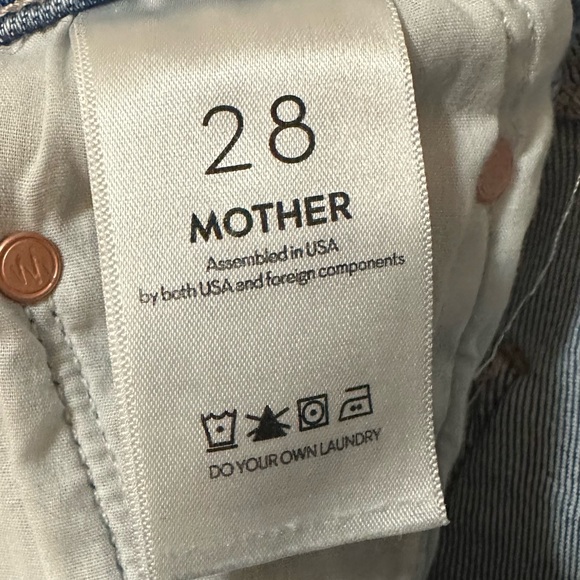 28
MOTHER
Assembled in USA
by both USA and foreign components
DO YOUR OWN LAUNDRY
M